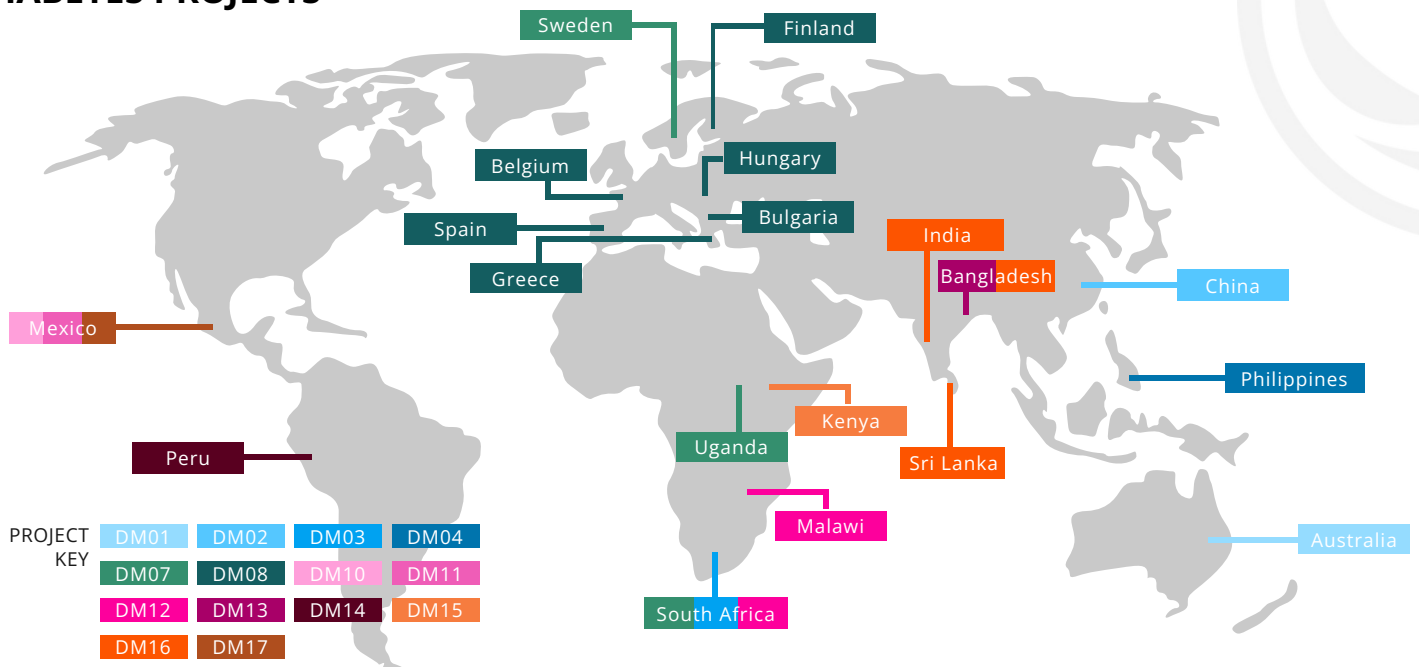 PROJECTS
Sweden
Finland
Belgium
Hungary
Spain
Bulgaria
Greece
India
Bangladesh
China
Mexico
Philippines
Kenya
Uganda
Peru
Sri Lanka
Malawi
Australia
South Africa
PROJECT
KEY
DM01 DM02 DM03 DM04
DM07 DM08 DM10 DM11
DM12 DM13 DM14 DM15
DM16 DM17